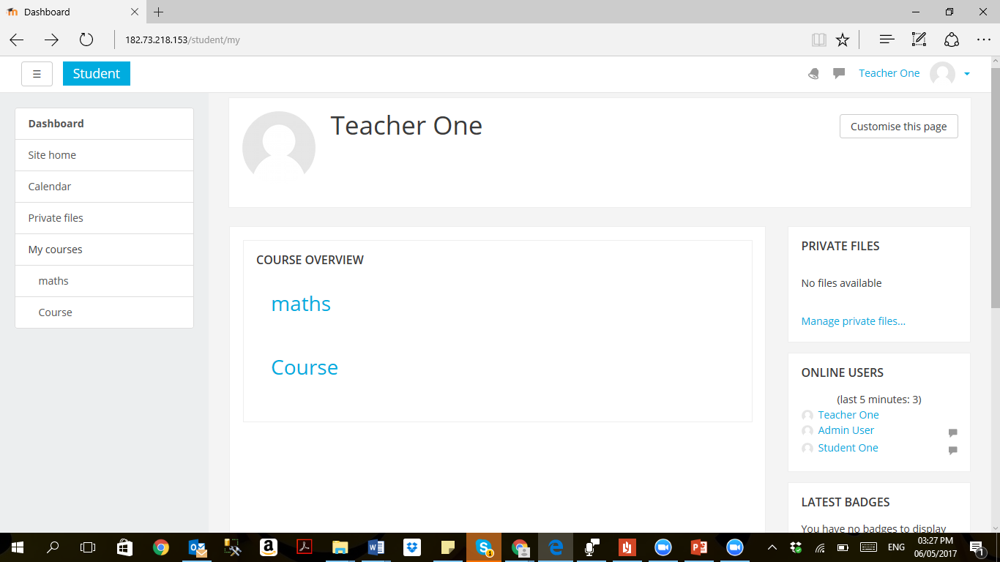 Dashboard
182.73.218.153/student/my
Student
Teacher One
Dashboard
Site home
Calendar
Private files
My courses
maths
Course
Teacher One
Customise this page
COURSE OVERVIEW
maths
Course
PRIVATE FILES
No files available
Manage private files...
ONLINE USERS
(last 5 minutes: 3)
Teacher One
Admin User
Student One
LATEST BADGES
You have no badges to display
ENG
03:27 PM
06/05/2017
1
1